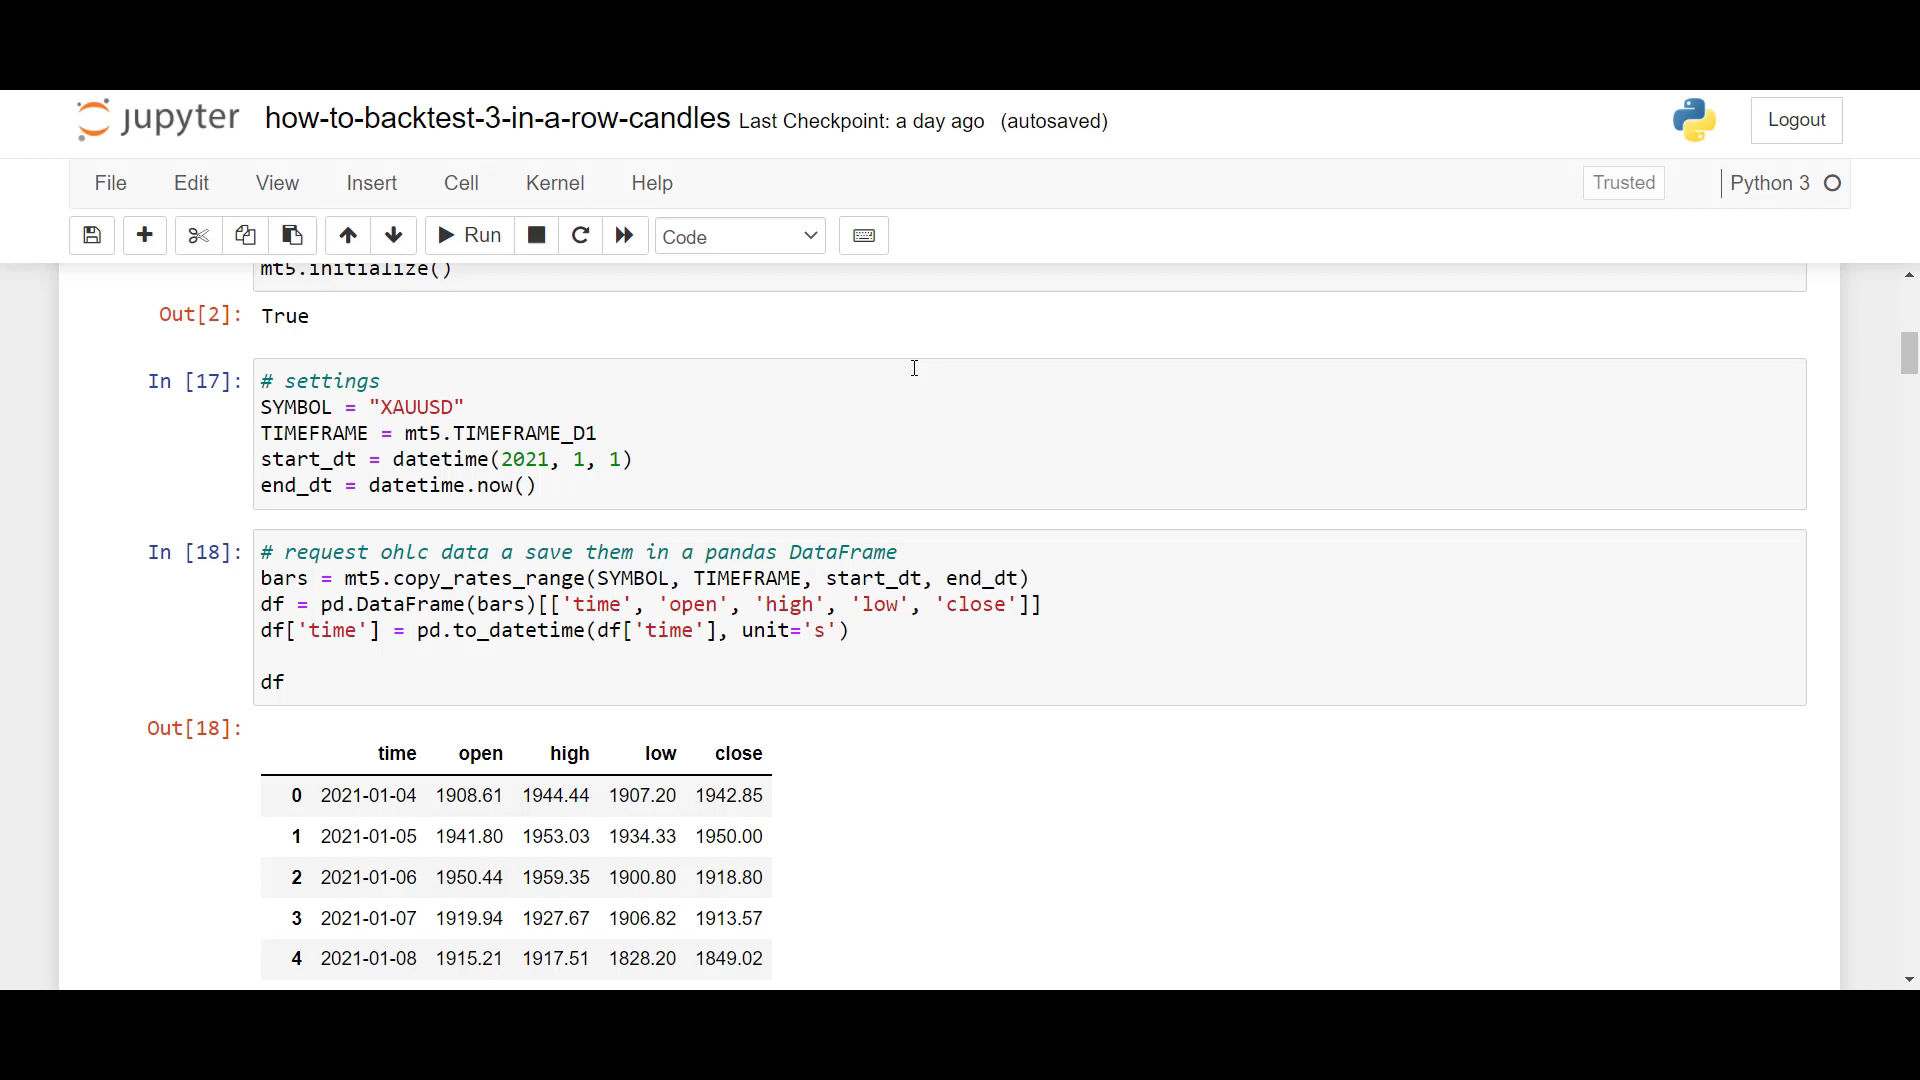 jupyter how-to-backtest-3-in-a-row-candles Last Checkpoint: a day ago (autosaved) Logout
File Edit View Insert Cell Kernel Help Trusted Python 3
Run Code
mt5.initialize()
Out[2]: True
In [17]: # settings
SYMBOL = "XAUUSD"
TIMEFRAME = mt5.TIMEFRAME_D1
start_dt = datetime(2021, 1, 1)
end_dt = datetime.now()
In [18]: # request ohlc data a save them in a pandas DataFrame
bars = mt5.copy_rates_range(SYMBOL, TIMEFRAME, start_dt, end_dt)
df = pd.DataFrame(bars)[['time', 'open', 'high', 'low', 'close']]
df['time'] = pd.to_datetime(df['time'], unit='s')
df
Out[18]:
time open high low close
0 2021-01-04 1908.61 1944.44 1907.20 1942.85
1 2021-01-05 1941.80 1953.03 1934.33 1950.00
2 2021-01-06 1950.44 1959.35 1900.80 1918.80
3 2021-01-07 1919.94 1927.67 1906.82 1913.57
4 2021-01-08 1915.21 1917.51 1828.20 1849.02